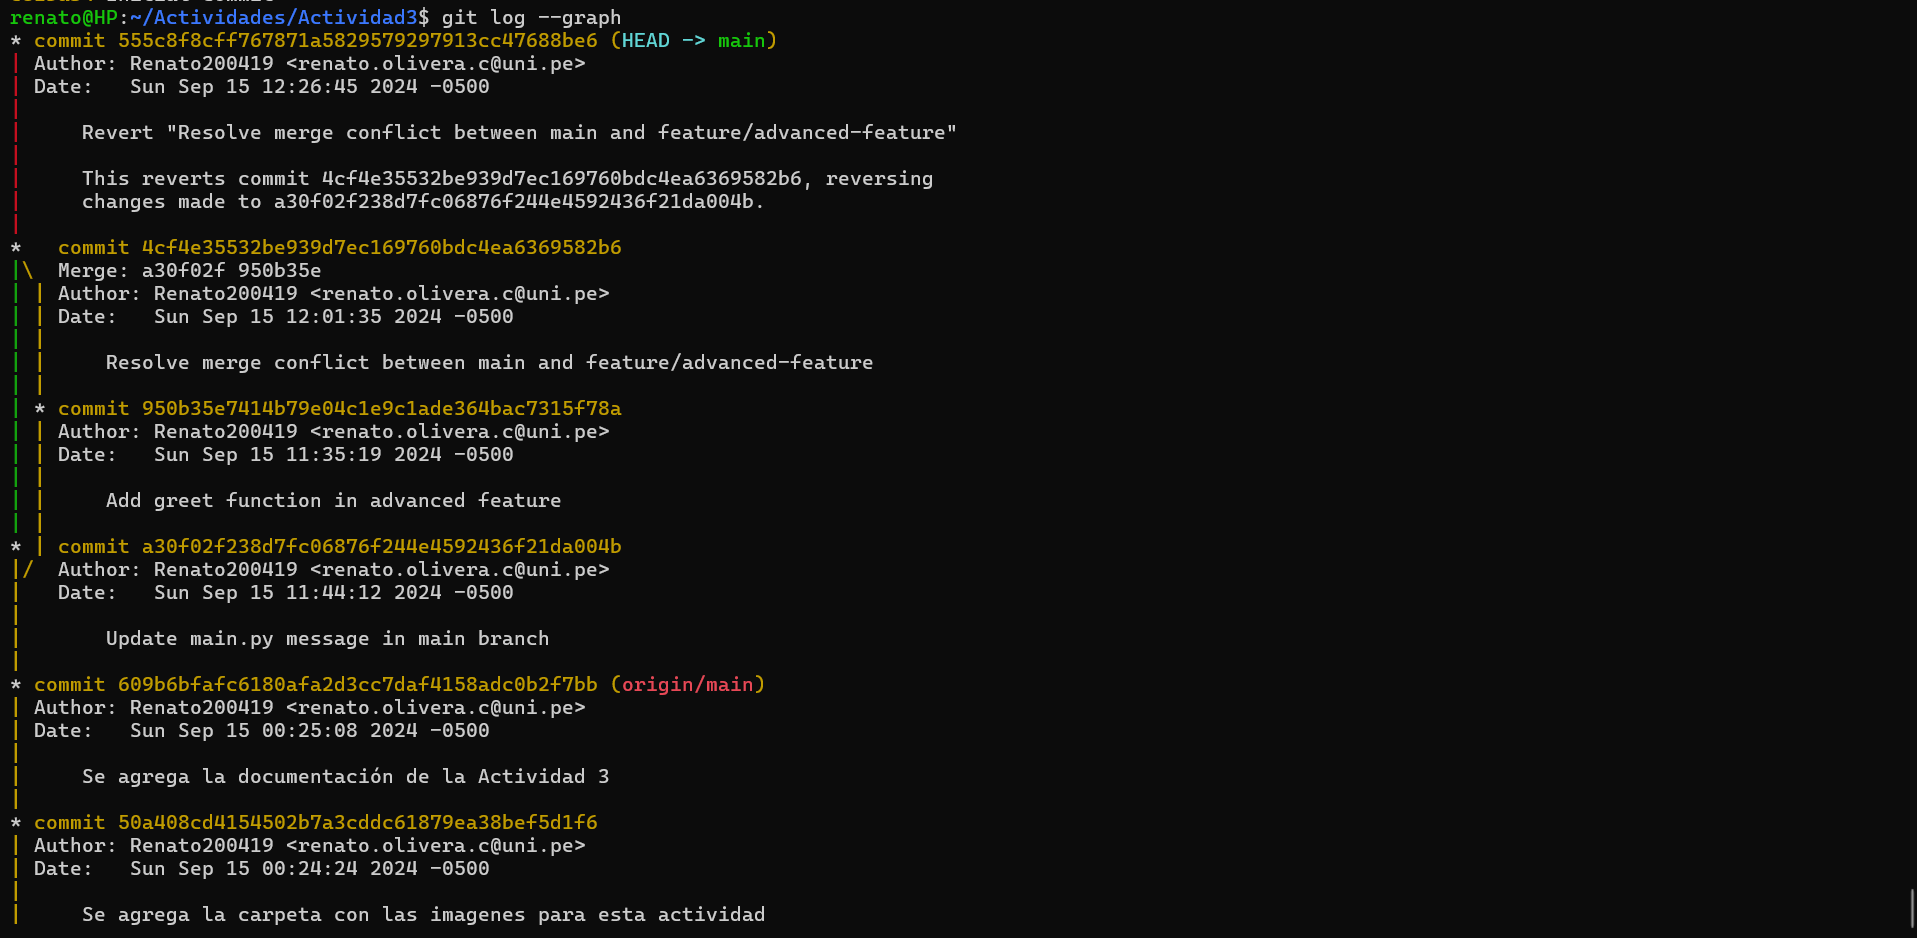 renato@HP:~/Actividades/Actividad3$ git log --graph
* commit 555c8f8cff767871a5829579297913cc47688be6 (HEAD -> main)
| Author: Renato200419 <renato.olivera.c@uni.pe>
| Date:   Sun Sep 15 12:26:45 2024 -0500
|
|     Revert "Resolve merge conflict between main and feature/advanced-feature"
|
|     This reverts commit 4cf4e35532be939d7ec169760bdc4ea6369582b6, reversing
|     changes made to a30f02f238d7fc06876f244e4592436f21da004b.
|
*   commit 4cf4e35532be939d7ec169760bdc4ea6369582b6
|\  Merge: a30f02f 950b35e
| | Author: Renato200419 <renato.olivera.c@uni.pe>
| | Date:   Sun Sep 15 12:01:35 2024 -0500
| |
| |     Resolve merge conflict between main and feature/advanced-feature
| |
| * commit 950b35e7414b79e04c1e9c1ade364bac7315f78a
| | Author: Renato200419 <renato.olivera.c@uni.pe>
| | Date:   Sun Sep 15 11:35:19 2024 -0500
| |
| |     Add greet function in advanced feature
| |
* | commit a30f02f238d7fc06876f244e4592436f21da004b
|/  Author: Renato200419 <renato.olivera.c@uni.pe>
|   Date:   Sun Sep 15 11:44:12 2024 -0500
|
|       Update main.py message in main branch
|
* commit 609b6bfafc6180afa2d3cc7daf4158adc0b2f7bb (origin/main)
| Author: Renato200419 <renato.olivera.c@uni.pe>
| Date:   Sun Sep 15 00:25:08 2024 -0500
|
|     Se agrega la documentación de la Actividad 3
|
* commit 50a408cd4154502b7a3cddc61879ea38bef5d1f6
| Author: Renato200419 <renato.olivera.c@uni.pe>
| Date:   Sun Sep 15 00:24:24 2024 -0500
|
|     Se agrega la carpeta con las imagenes para esta actividad